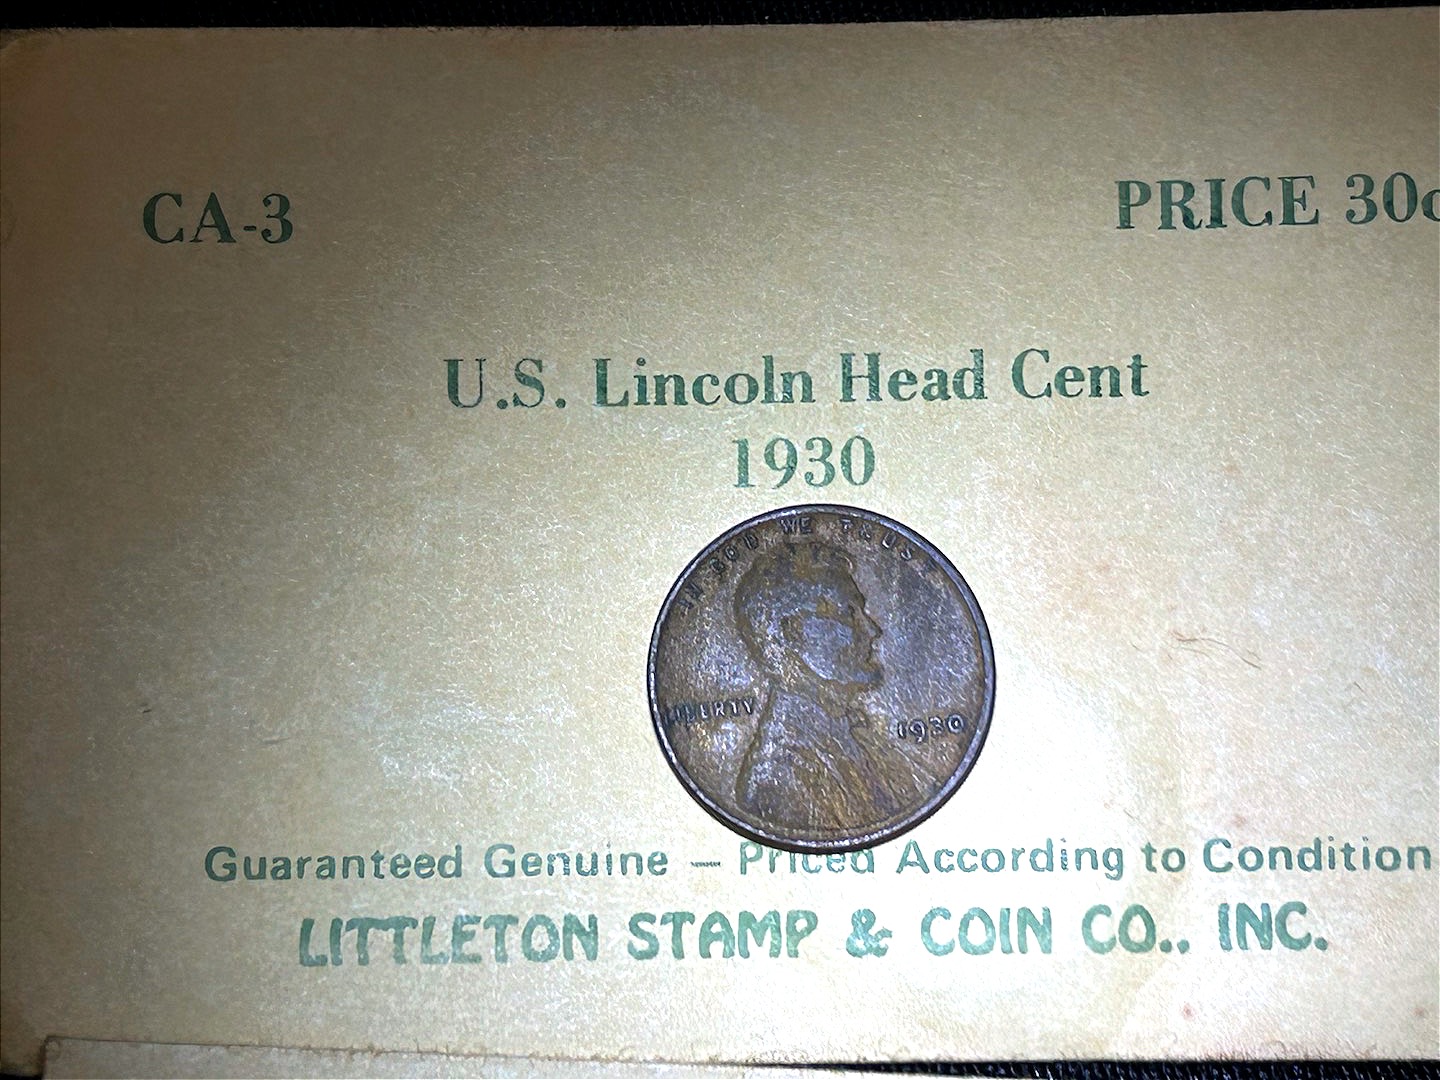 CA-3
PRICE 30¢
U.S. Lincoln Head Cent
1930
IN GOD WE TRUST
LIBERTY
1930
Guaranteed Genuine — Priced According to Condition
LITTLETON STAMP & COIN CO., INC.